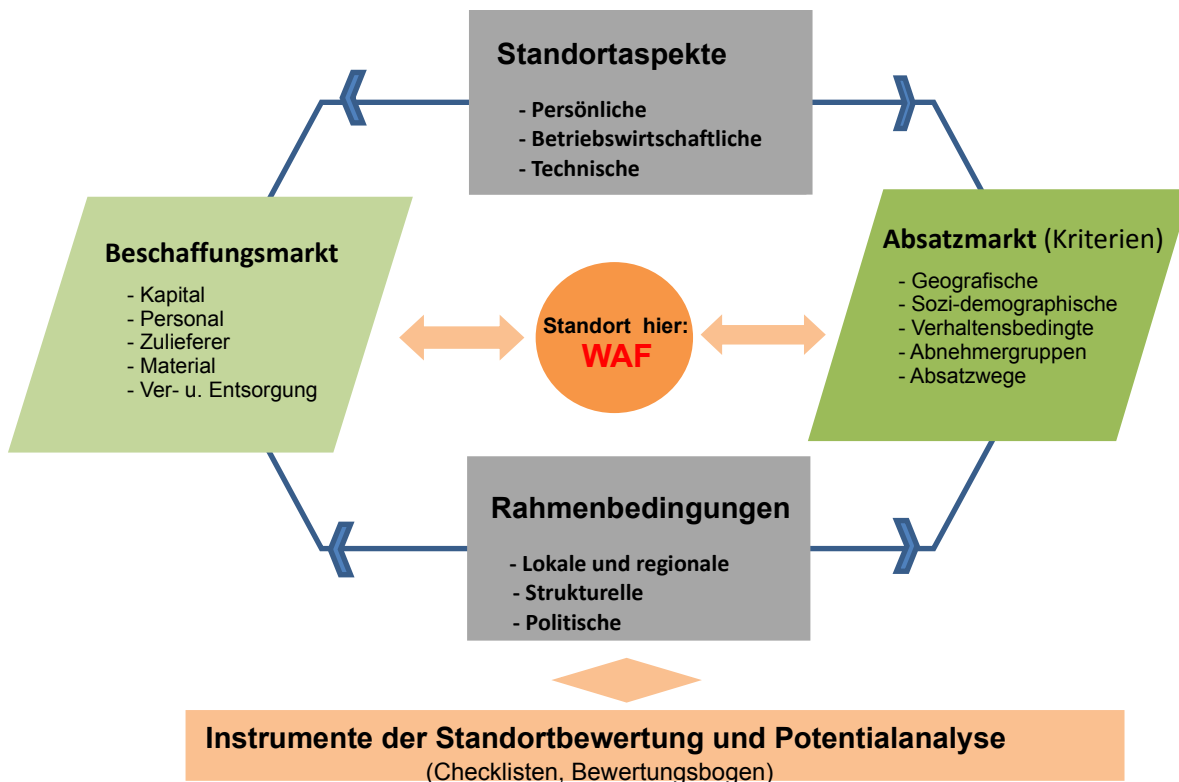 Standortaspekte
- Persönliche
- Betriebswirtschaftliche
- Technische
Beschaffungsmarkt
- Kapital
- Personal
- Zulieferer
- Material
- Ver- u. Entsorgung
Standort hier:
WAF
Absatzmarkt (Kriterien)
- Geografische
- Sozi-demographische
- Verhaltensbedingte
- Abnehmergruppen
- Absatzwege
Rahmenbedingungen
- Lokale und regionale
- Strukturelle
- Politische
Instrumente der Standortbewertung und Potentialanalyse
(Checklisten, Bewertungsbogen)